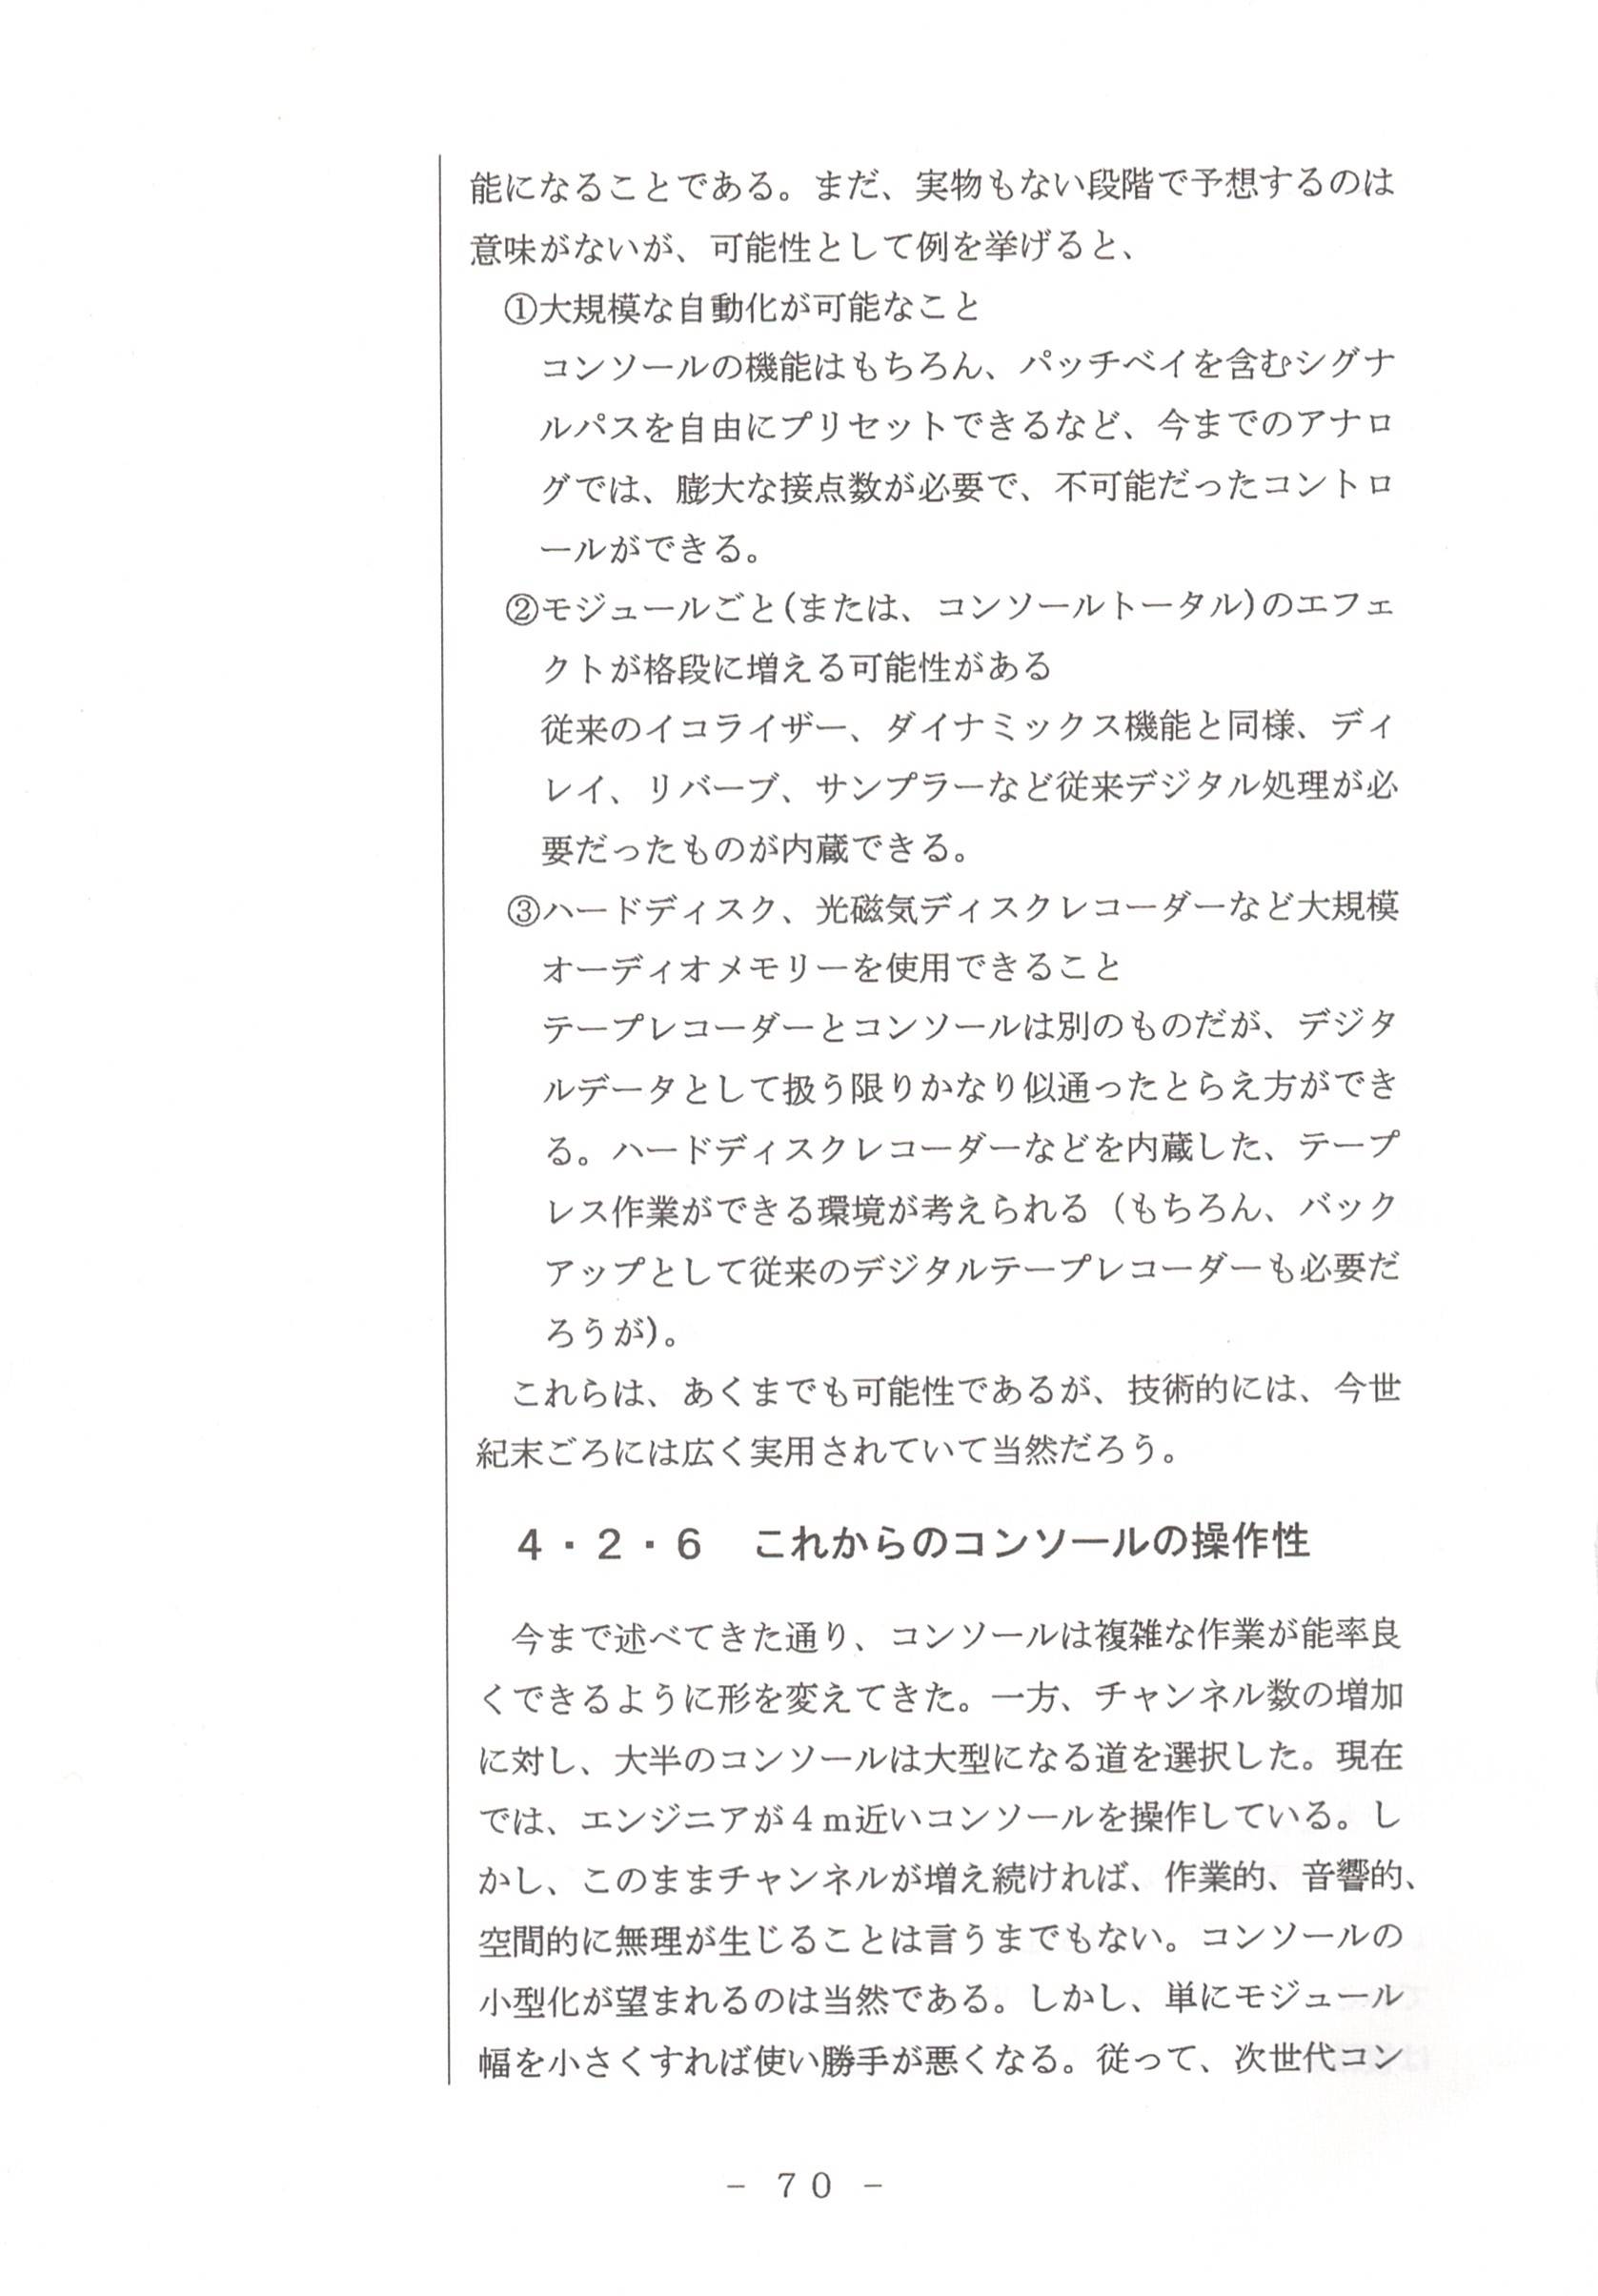 能になることである。まだ、実物もない段階で予想するのは
意味がないが、可能性として例を挙げると、
①大規模な自動化が可能なこと
コンソールの機能はもちろん、パッチベイを含むシグナ
ルパスを自由にプリセットできるなど、今までのアナロ
グでは、膨大な接点数が必要で、不可能だったコントロ
ールができる。
②モジュールごと(または、コンソールトータル)のエフェ
クトが格段に増える可能性がある
従来のイコライザー、ダイナミックス機能と同様、ディ
レイ、リバーブ、サンプラーなど従来デジタル処理が必
要だったものが内蔵できる。
③ハードディスク、光磁気ディスクレコーダーなど大規模
オーディオメモリーを使用できること
テープレコーダーとコンソールは別のものだが、デジタ
ルデータとして扱う限りかなり似通ったとらえ方ができ
る。ハードディスクレコーダーなどを内蔵した、テープ
レス作業ができる環境が考えられる（もちろん、バック
アップとして従来のデジタルテープレコーダーも必要だ
ろうが)。
これらは、あくまでも可能性であるが、技術的には、今世
紀末ごろには広く実用されていて当然だろう。
4・2・6　これからのコンソールの操作性
今まで述べてきた通り、コンソールは複雑な作業が能率良
くできるように形を変えてきた。一方、チャンネル数の増加
に対し、大半のコンソールは大型になる道を選択した。現在
では、エンジニアが４ｍ近いコンソールを操作している。し
かし、このままチャンネルが増え続ければ、作業的、音響的、
空間的に無理が生じることは言うまでもない。コンソールの
小型化が望まれるのは当然である。しかし、単にモジュール
幅を小さくすれば使い勝手が悪くなる。従って、次世代コン
– 70 –